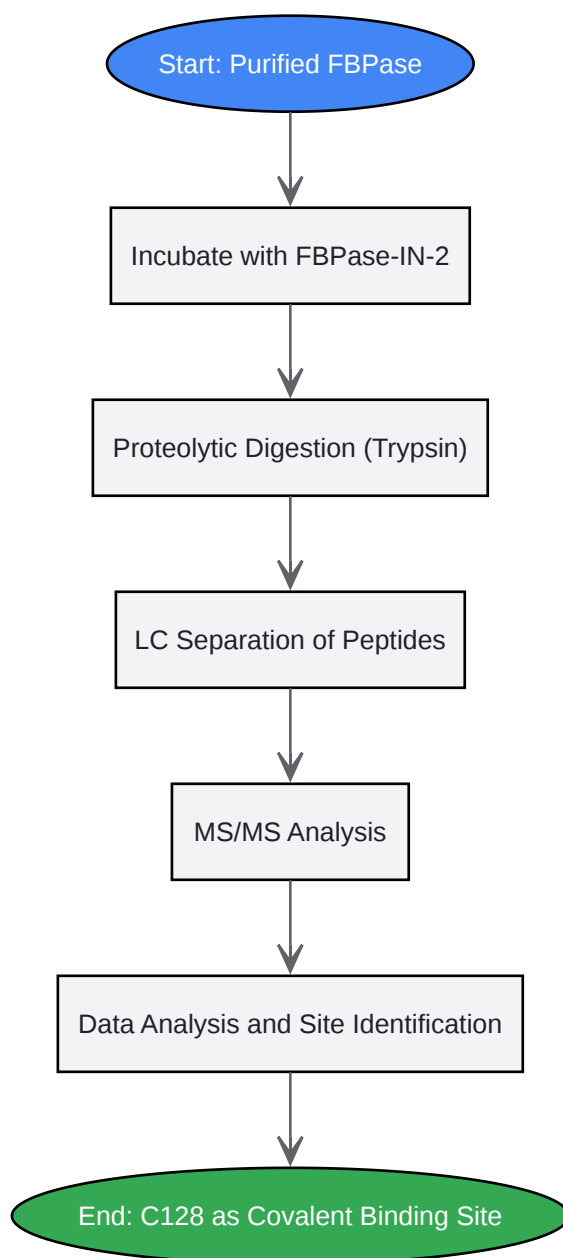 Start: Purified FBPase
Incubate with FBPase-IN-2
Proteolytic Digestion (Trypsin)
LC Separation of Peptides
MS/MS Analysis
Data Analysis and Site Identification
End: C128 as Covalent Binding Site